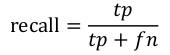 recall = tp / (tp + fn)